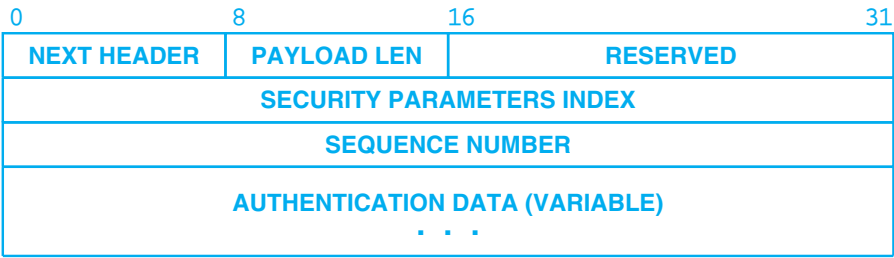 0 8 16 31
NEXT HEADER PAYLOAD LEN RESERVED
SECURITY PARAMETERS INDEX
SEQUENCE NUMBER
AUTHENTICATION DATA (VARIABLE)
. . .